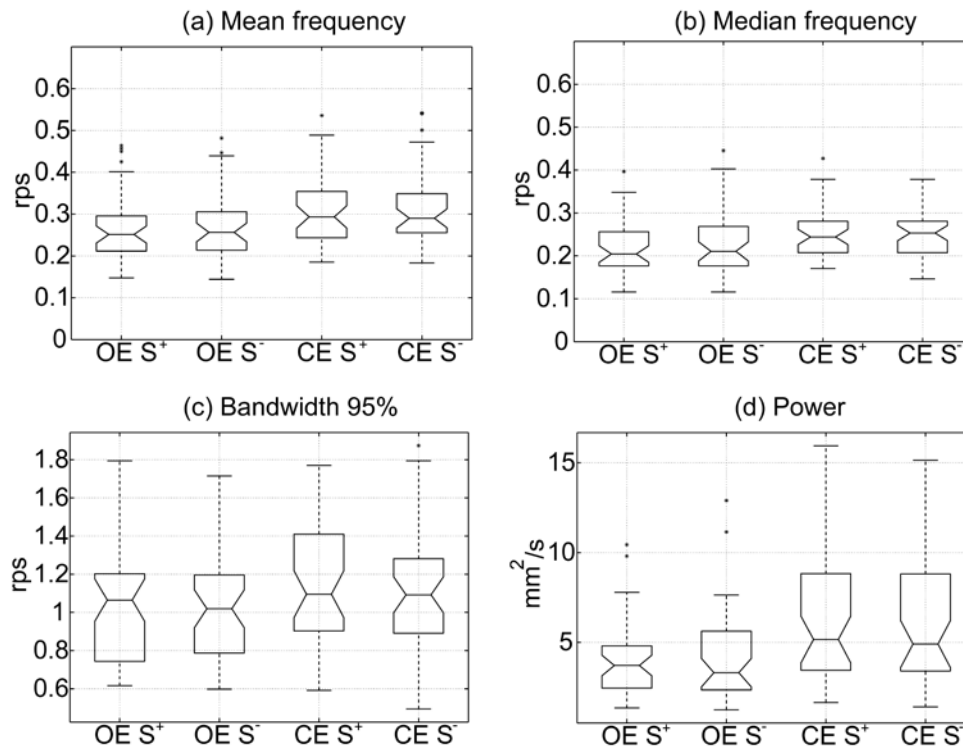 (a) Mean frequency
rps
0.6
0.5
0.4
0.3
0.2
0.1
0
OE S⁺ OE S⁻ CE S⁺ CE S⁻
(b) Median frequency
rps
0.6
0.5
0.4
0.3
0.2
0.1
0
OE S⁺ OE S⁻ CE S⁺ CE S⁻
(c) Bandwidth 95%
rps
1.8
1.6
1.4
1.2
1
0.8
0.6
OE S⁺ OE S⁻ CE S⁺ CE S⁻
(d) Power
mm²/s
15
10
5
OE S⁺ OE S⁻ CE S⁺ CE S⁻